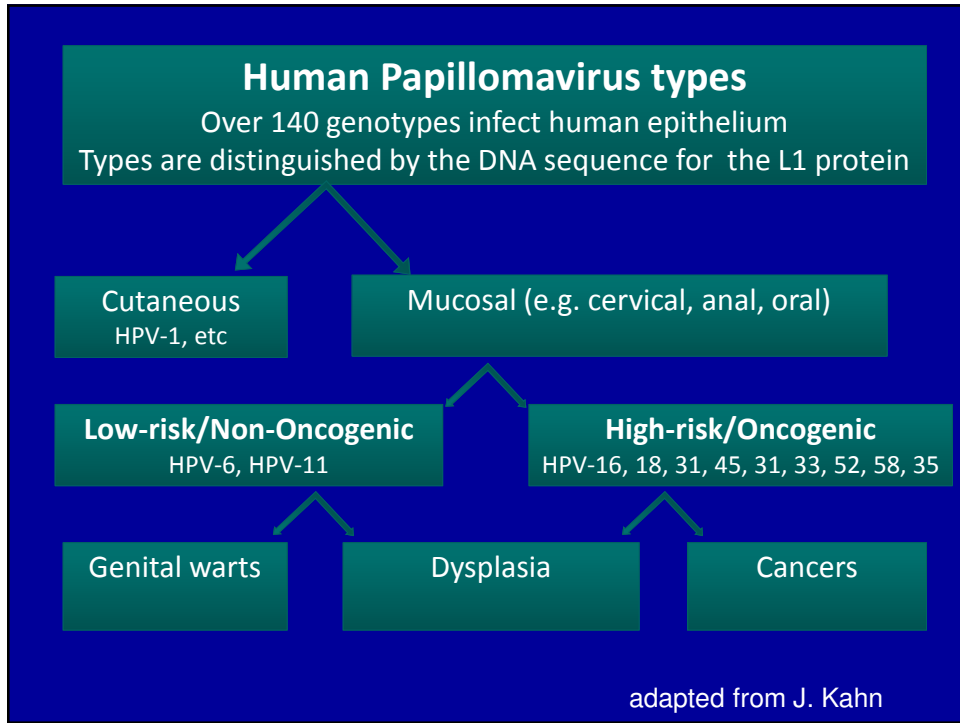 Human Papillomavirus types
Over 140 genotypes infect human epithelium
Types are distinguished by the DNA sequence for the L1 protein
Cutaneous
HPV-1, etc
Mucosal (e.g. cervical, anal, oral)
Low-risk/Non-Oncogenic
HPV-6, HPV-11
High-risk/Oncogenic
HPV-16, 18, 31, 45, 31, 33, 52, 58, 35
Genital warts
Dysplasia
Cancers
adapted from J. Kahn